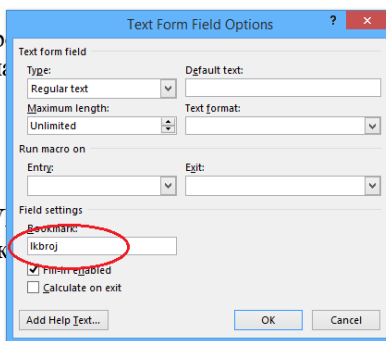 Text Form Field Options ?
Text form field
Type: Default text:
Regular text
Maximum length: Text format:
Unlimited
Run macro on
Entry: Exit:
Field settings
Bookmark:
lkbroj
Fill-in enabled
Calculate on exit
Add Help Text... OK Cancel